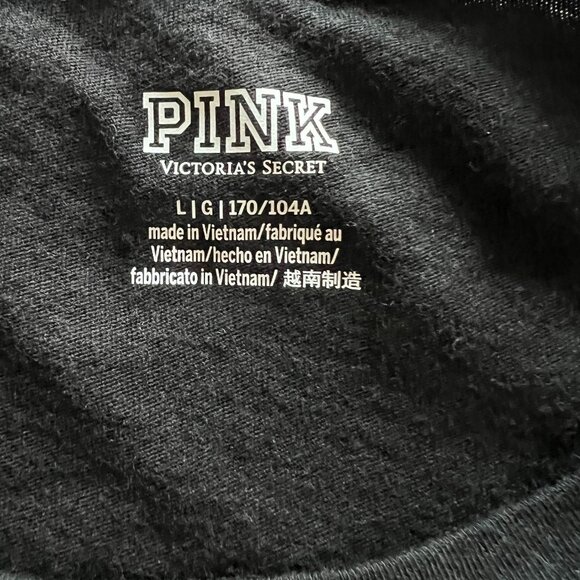 PINK
VICTORIA'S SECRET
L | G | 170/104A
made in Vietnam/fabriqué au
Vietnam/hecho en Vietnam/
fabbricato in Vietnam/ 越南制造